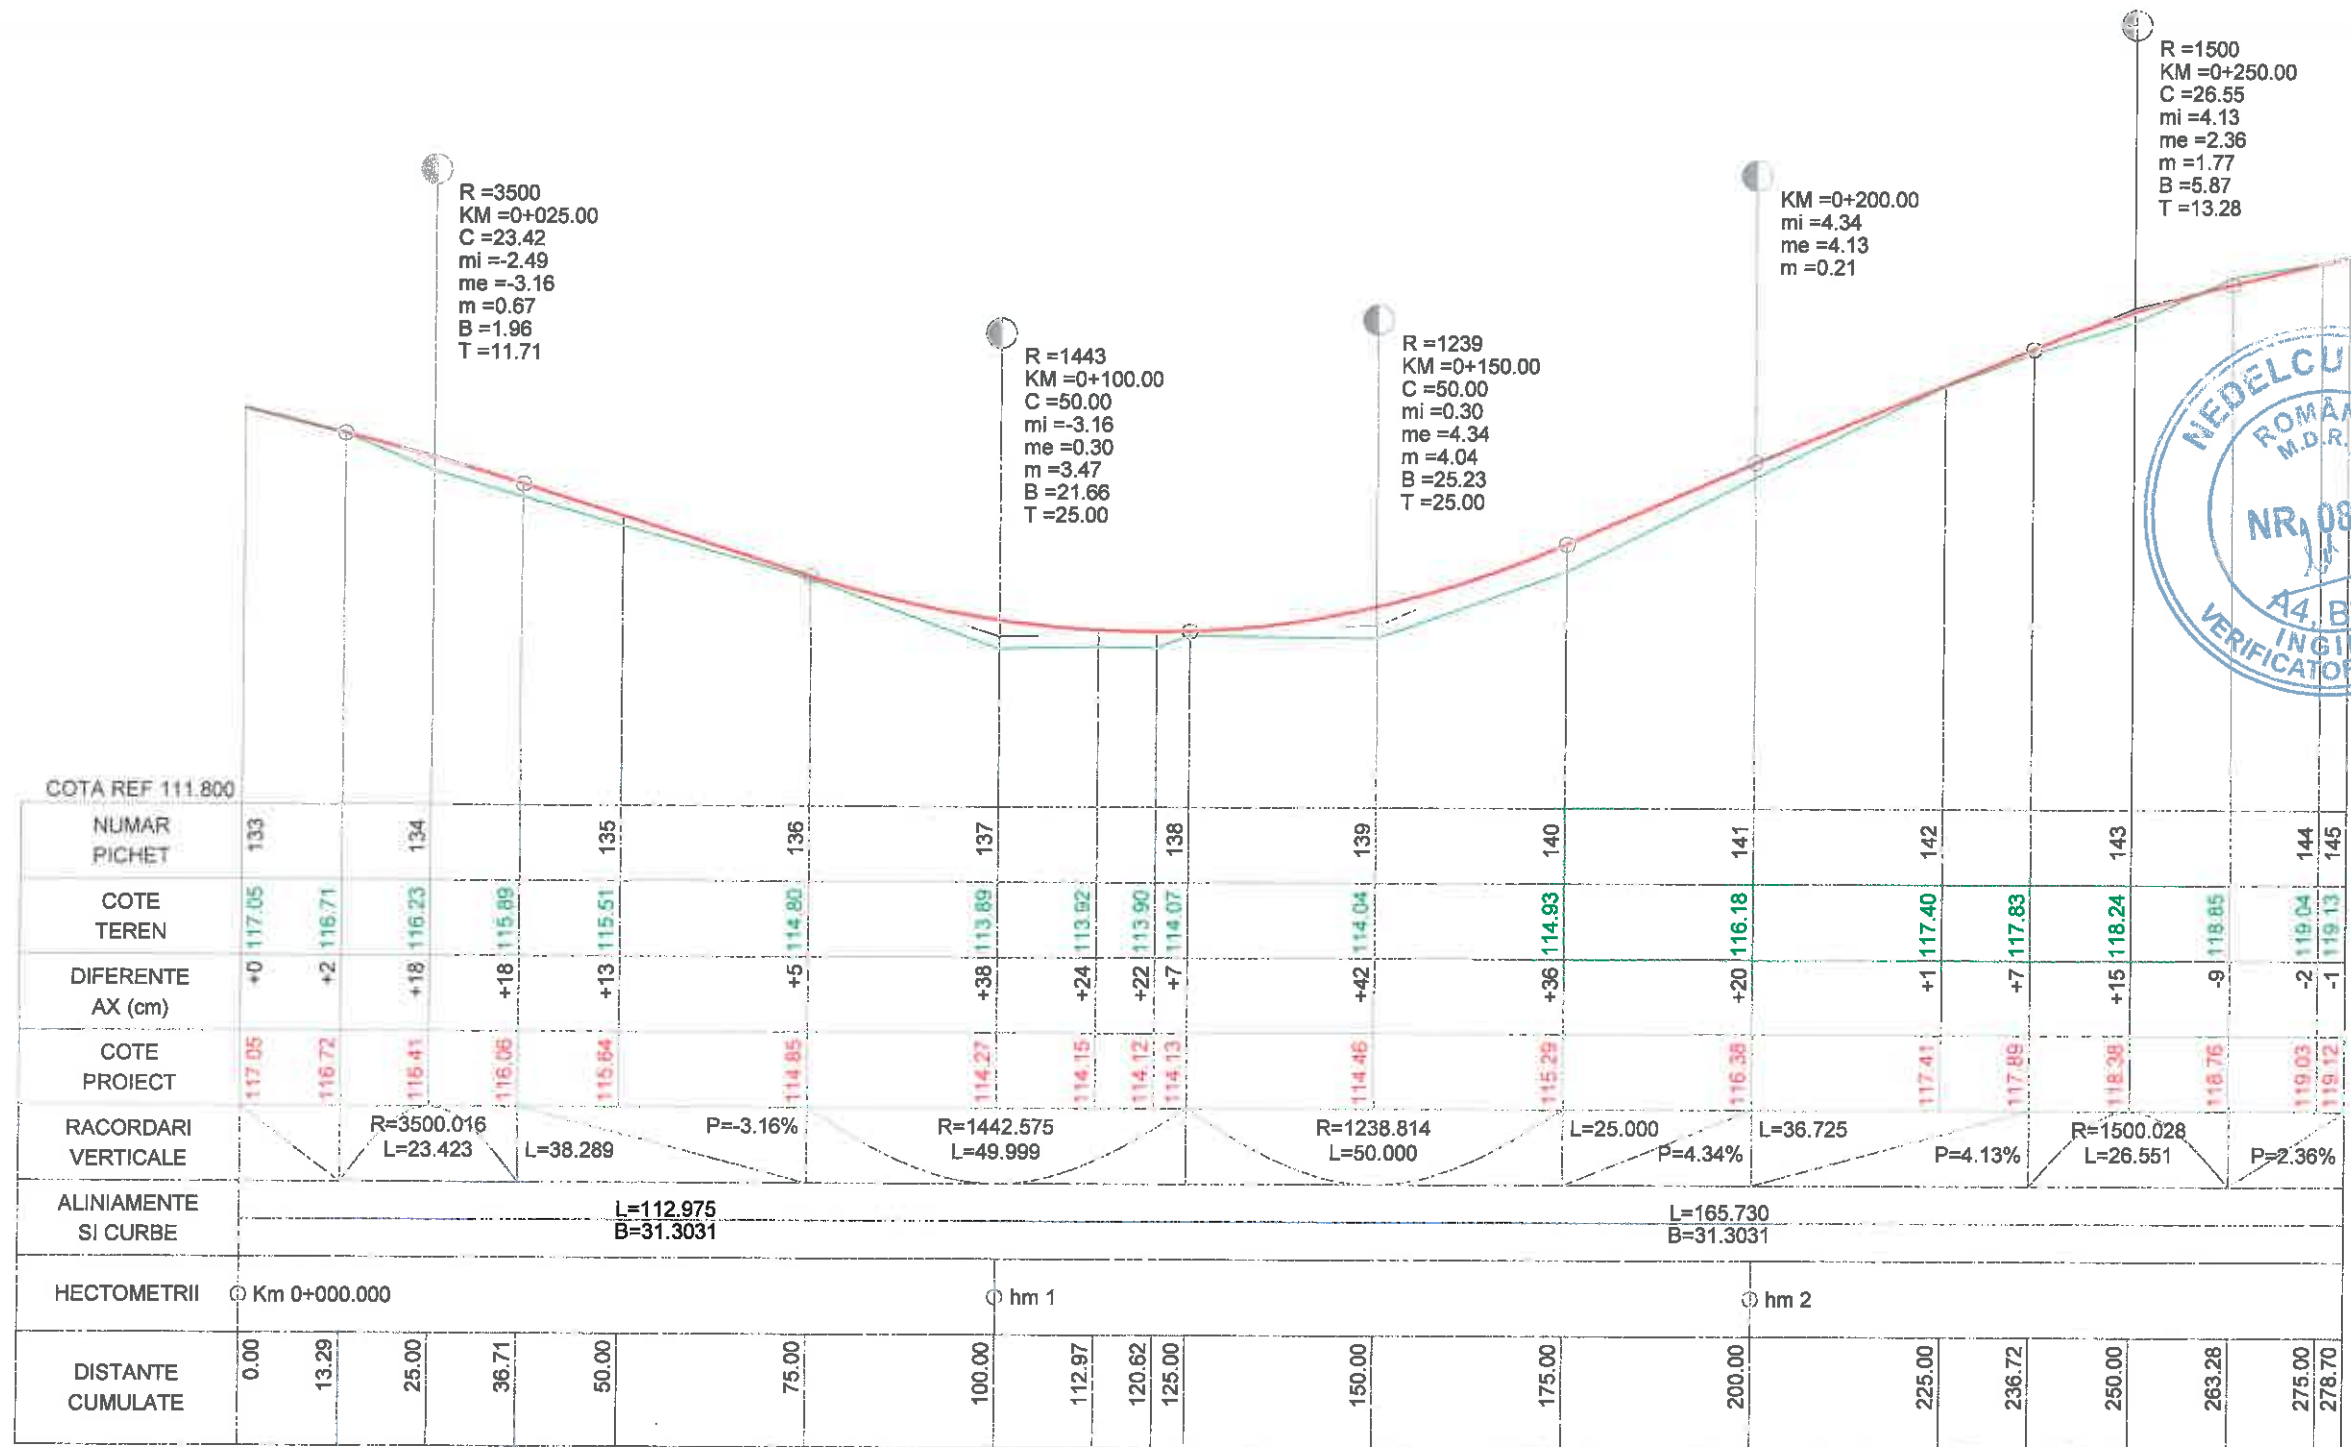 R =1500
KM =0+250.00
C =26.55
mi =4.13
me =2.36
m =1.77
B =5.87
T =13.28
R =3500
KM =0+025.00
C =23.42
mi =-2.49
me =-3.16
m =0.67
B =1.96
T =11.71
KM =0+200.00
mi =4.34
me =4.13
m =0.21
R =1443
KM =0+100.00
C =50.00
mi =-3.16
me =0.30
m =3.47
B =21.66
T =25.00
R =1239
KM =0+150.00
C =50.00
mi =0.30
me =4.34
m =4.04
B =25.23
T =25.00
NEDELCU
ROMÂN
M.D.R.
NR. 08
A4, B
INGI
VERIFICATOR
COTA REF 111.800
NUMAR
PICHET
133 134 135 136 137 138 139 140 141 142 143 144 145
COTE
TEREN
117.05 116.71 116.23 115.89 115.51 114.80 113.89 113.92 113.90 114.07 114.04 114.93 116.18 117.40 117.83 118.24 118.85 119.04 119.13
DIFERENTE
AX (cm)
+0 +2 +18 +18 +13 +5 +38 +24 +22 +7 +42 +36 +20 +1 +7 +15 -9 -2 -1
COTE
PROIECT
117.05 116.72 116.41 116.06 115.64 114.85 114.27 114.15 114.12 114.13 114.46 115.29 116.38 117.41 117.89 118.38 118.76 119.03 119.12
RACORDARI
VERTICALE
R=3500.016
L=23.423
L=38.289
P=-3.16%
R=1442.575
L=49.999
R=1238.814
L=50.000
L=25.000
P=4.34%
L=36.725
P=4.13%
R=1500.028
L=26.551
P=2.36%
ALINIAMENTE
SI CURBE
L=112.975
B=31.3031
L=165.730
B=31.3031
HECTOMETRII
Km 0+000.000
hm 1
hm 2
DISTANTE
CUMULATE
0.00 13.29 25.00 36.71 50.00 75.00 100.00 112.97 120.62 125.00 150.00 175.00 200.00 225.00 236.72 250.00 263.28 275.00 278.70